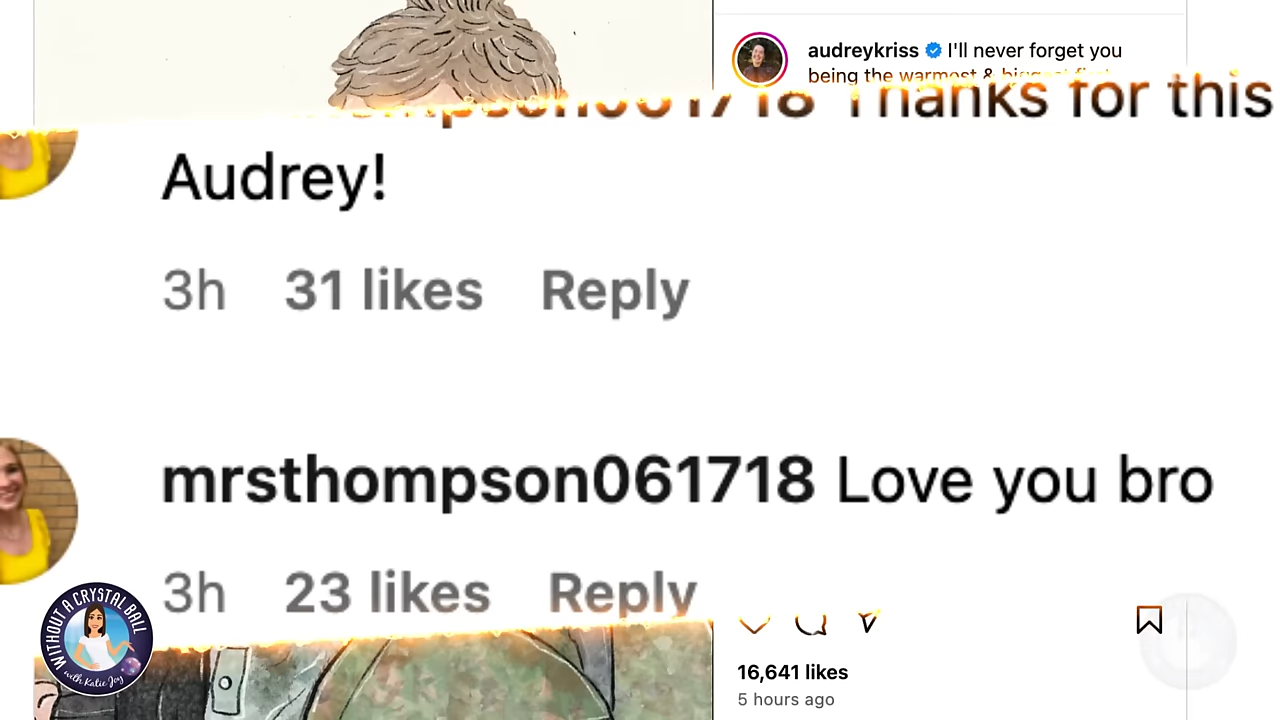 audreykriss I'll never forget you
being the warmest &
Thanks for this
Audrey!
3h 31 likes Reply
mrsthompson061718 Love you bro
3h 23 likes Reply
WITHOUT A CRYSTAL BALL
with Katie Joy
16,641 likes
5 hours ago